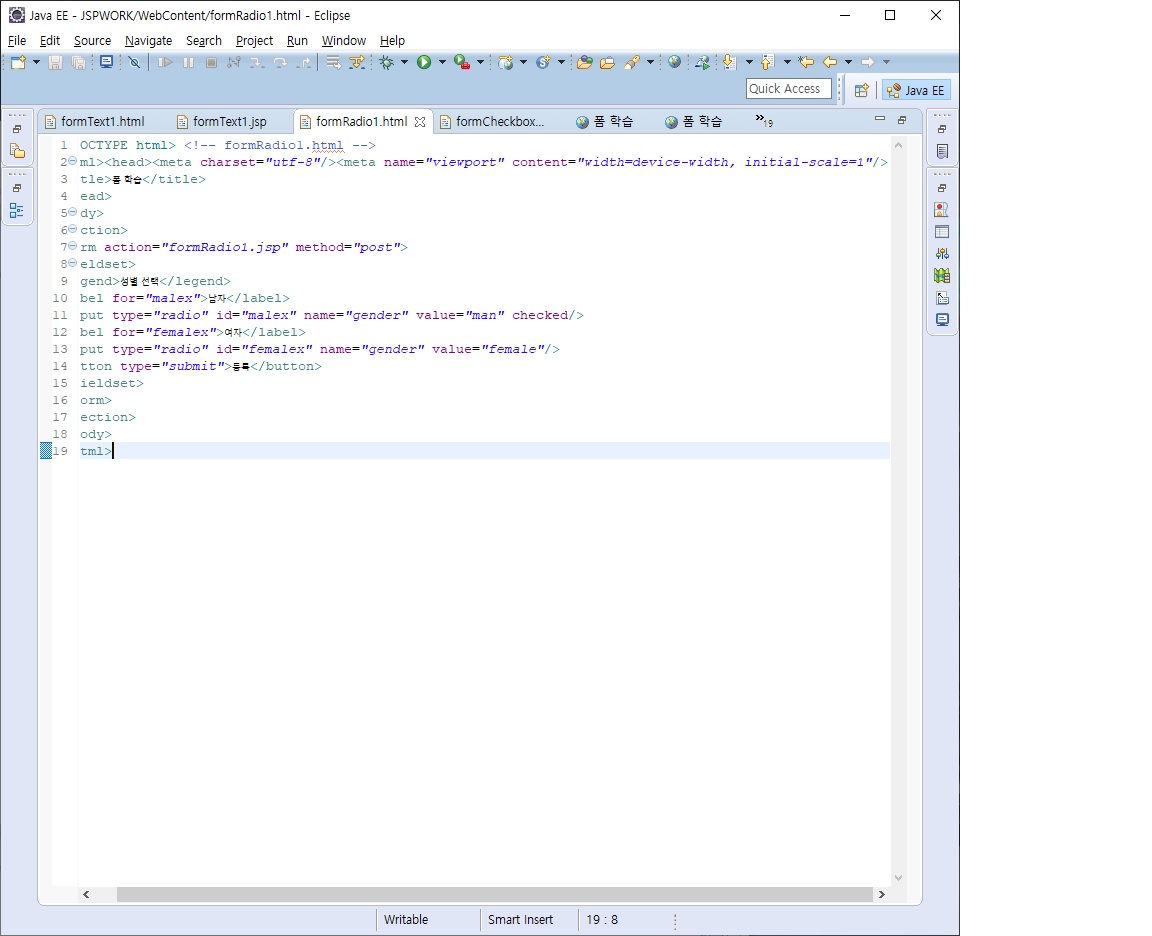 Java EE - JSPWORK/WebContent/formRadio1.html - Eclipse
File Edit Source Navigate Search Project Run Window Help
Quick Access Java EE
formText1.html formText1.jsp formRadio1.html formCheckbox... 폼 학습 폼 학습 »19
1 OCTYPE html> <!-- formRadio1.html -->
2 ml><head><meta charset="utf-8"/><meta name="viewport" content="width=device-width, initial-scale=1"/>
3 tle>폼 학습</title>
4 ead>
5 dy>
6 ction>
7 rm action="formRadio1.jsp" method="post">
8 eldset>
9 gend>성별 선택</legend>
10 bel for="malex">남자</label>
11 put type="radio" id="malex" name="gender" value="man" checked/>
12 bel for="femalex">여자</label>
13 put type="radio" id="femalex" name="gender" value="female"/>
14 tton type="submit">등록</button>
15 ieldset>
16 orm>
17 ection>
18 ody>
19 tml>
Writable Smart Insert 19 : 8